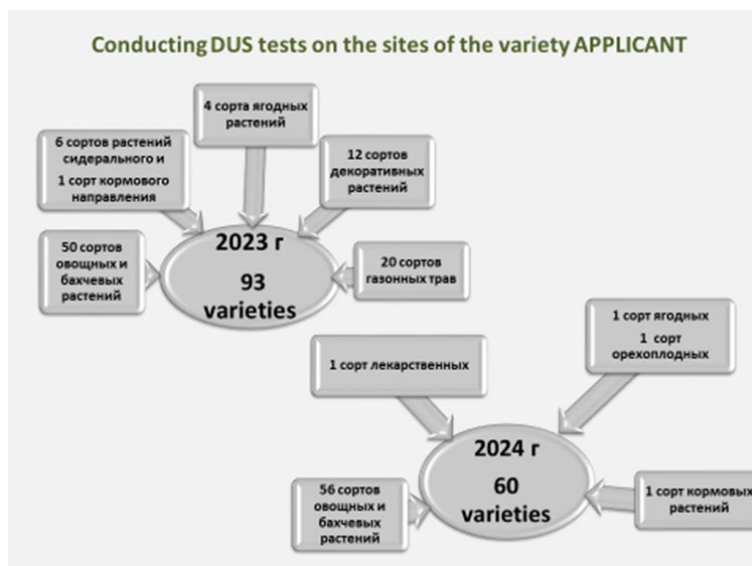 Conducting DUS tests on the sites of the variety APPLICANT
4 сорта ягодных
растений
6 сортов растений
сидерального и
1 сорт кормового
направления
12 сортов
декоративных
растений
50 сортов
овощных и
бахчевых
растений
2023 г
93
varieties
20 сортов
газонных трав
1 сорт лекарственных
1 сорт ягодных
1 сорт
орехоплодных
2024 г
60
varieties
56 сортов
овощных и
бахчевых
растений
1 сорт кормовых
растений